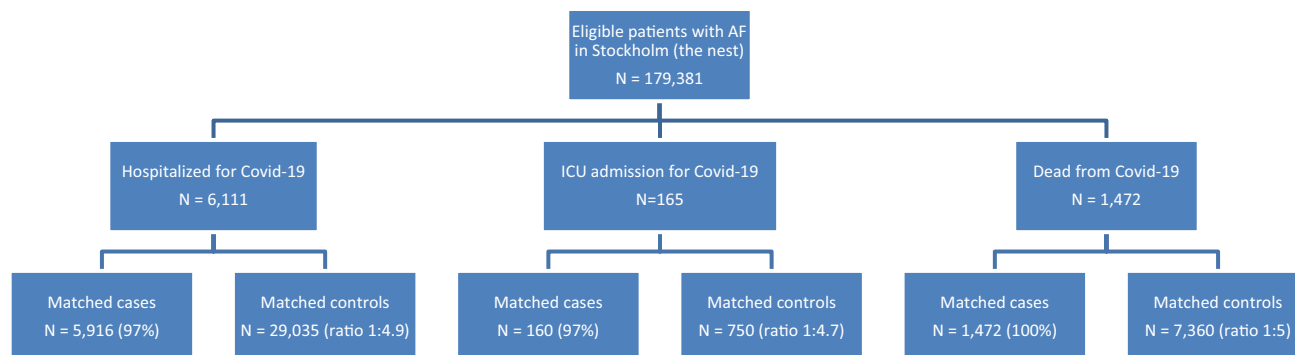 Eligible patients with AF
in Stockholm (the nest)
N = 179,381
Hospitalized for Covid-19
N = 6,111
ICU admission for Covid-19
N=165
Dead from Covid-19
N = 1,472
Matched cases
N = 5,916 (97%)
Matched controls
N = 29,035 (ratio 1:4.9)
Matched cases
N = 160 (97%)
Matched controls
N = 750 (ratio 1:4.7)
Matched cases
N = 1,472 (100%)
Matched controls
N = 7,360 (ratio 1:5)